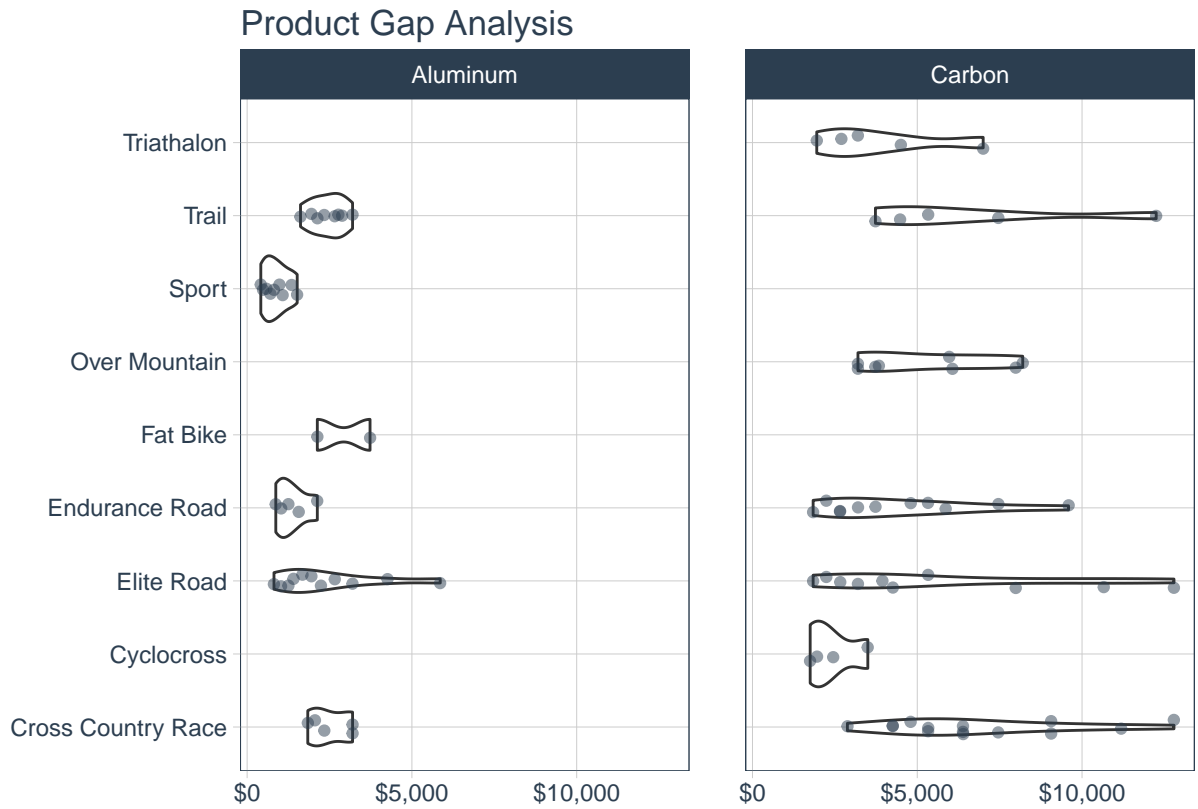 Product Gap Analysis
Aluminum
Carbon
Triathalon
Trail
Sport
Over Mountain
Fat Bike
Endurance Road
Elite Road
Cyclocross
Cross Country Race
$0 $5,000 $10,000
$0 $5,000 $10,000